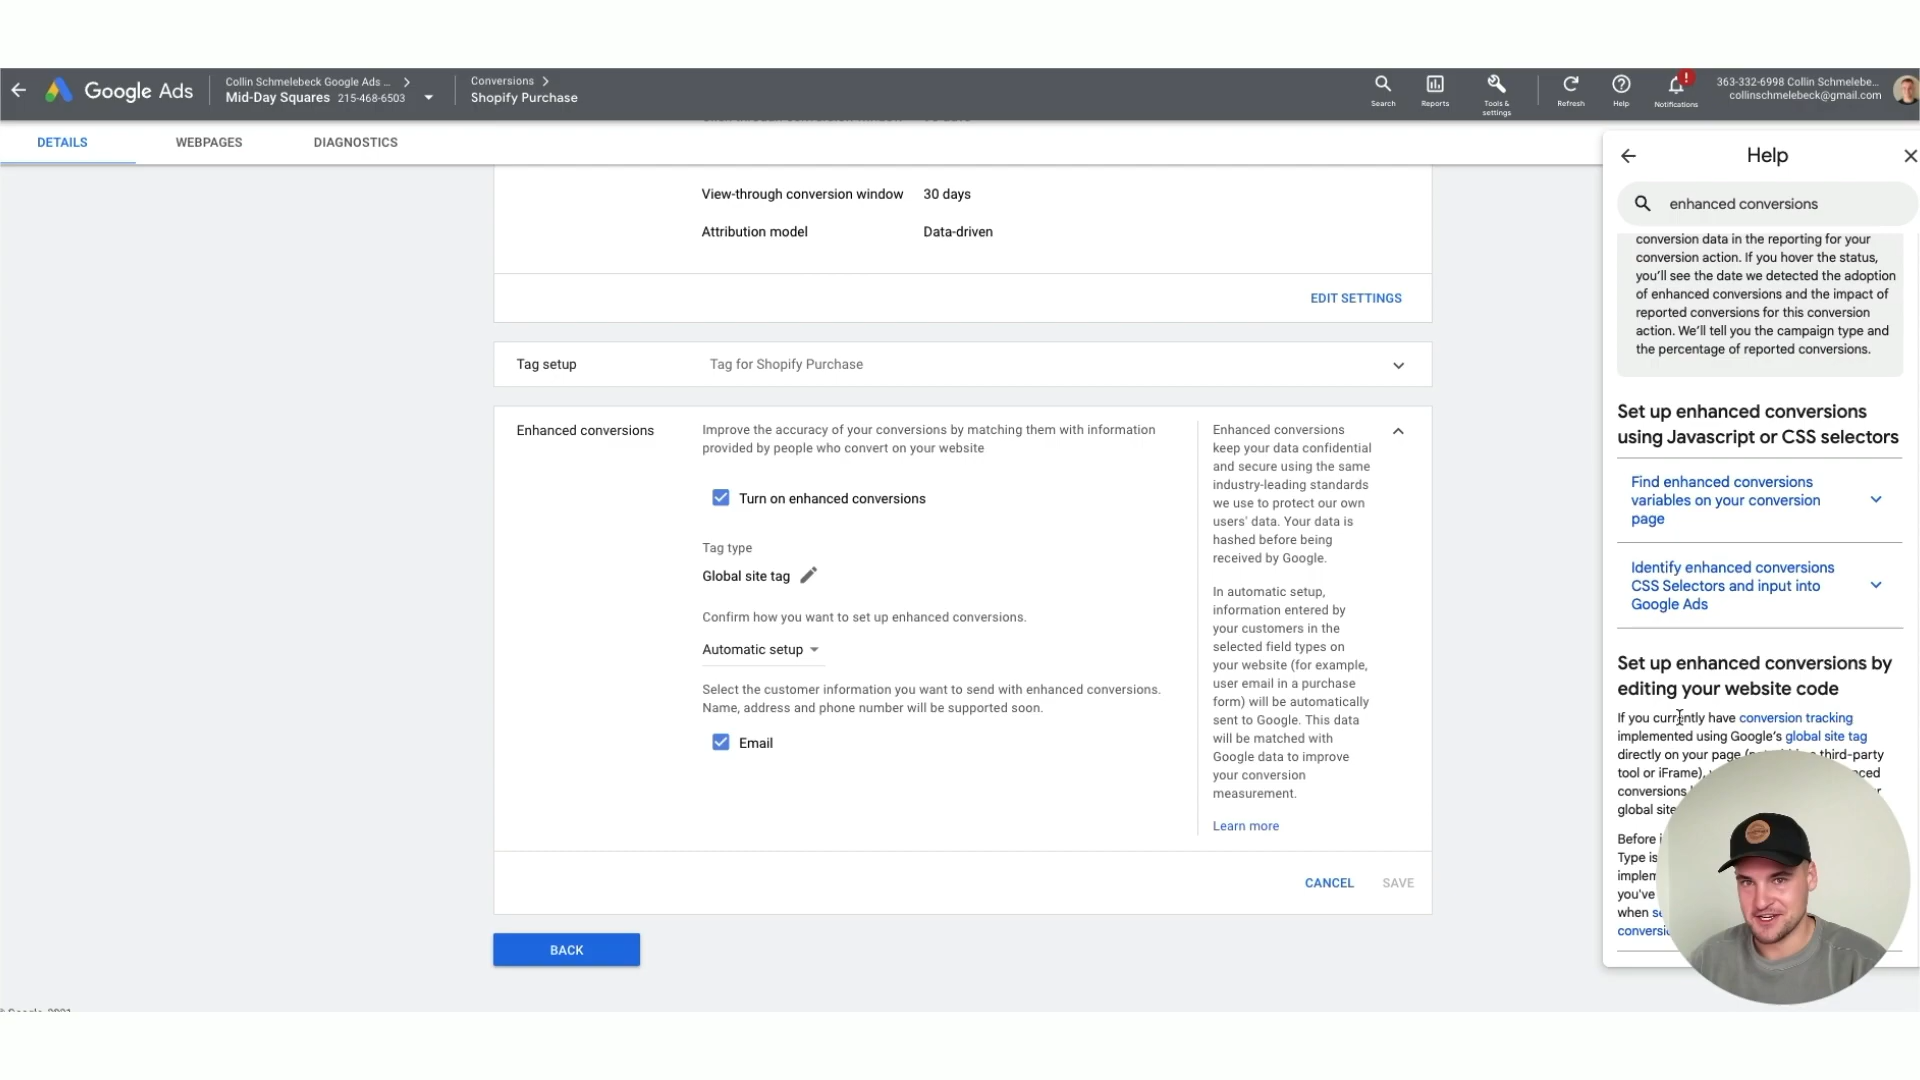 Google Ads
Collin Schmelebeck Google Ads ...
Mid-Day Squares 215-468-6503
Conversions
Shopify Purchase
Search
Reports
Tools &
settings
Refresh
Help
!
Notifications
363-332-6998 Collin Schmelebe...
collinschmelebeck@gmail.com
DETAILS
WEBPAGES
DIAGNOSTICS
View-through conversion window 30 days
Attribution model Data-driven
EDIT SETTINGS
Tag setup Tag for Shopify Purchase
Enhanced conversions
Improve the accuracy of your conversions by matching them with information
provided by people who convert on your website
Turn on enhanced conversions
Tag type
Global site tag
Confirm how you want to set up enhanced conversions.
Automatic setup
Select the customer information you want to send with enhanced conversions.
Name, address and phone number will be supported soon.
Email
Enhanced conversions
keep your data confidential
and secure using the same
industry-leading standards
we use to protect our own
users' data. Your data is
hashed before being
received by Google.
In automatic setup,
information entered by
your customers in the
selected field types on
your website (for example,
user email in a purchase
form) will be automatically
sent to Google. This data
will be matched with
Google data to improve
your conversion
measurement.
Learn more
CANCEL
SAVE
BACK
Help
enhanced conversions
conversion data in the reporting for your
conversion action. If you hover the status,
you'll see the date we detected the adoption
of enhanced conversions and the impact of
reported conversions for this conversion
action. We'll tell you the campaign type and
the percentage of reported conversions.
Set up enhanced conversions
using Javascript or CSS selectors
Find enhanced conversions
variables on your conversion
page
Identify enhanced conversions
CSS Selectors and input into
Google Ads
Set up enhanced conversions by
editing your website code
If you currently have conversion tracking
implemented using Google's global site tag
directly on your page third-party
tool or iFrame),
conversions
global site
Before
Type is
you've
when